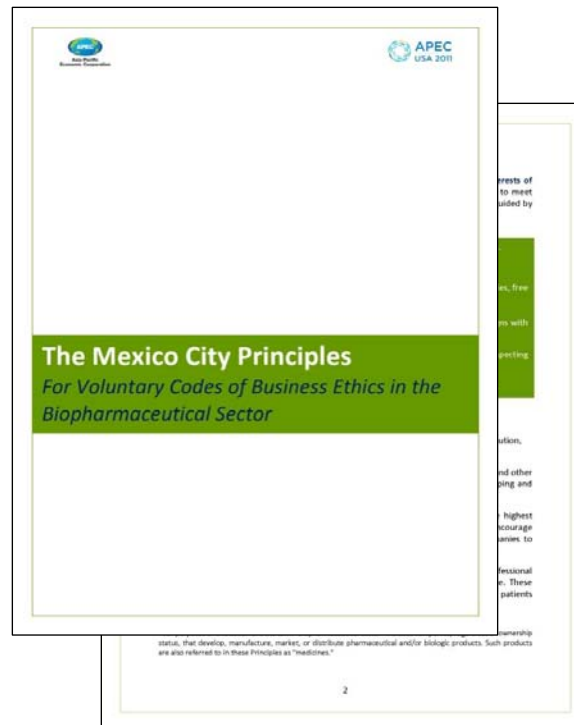 APEC
Asia-Pacific
Economic Cooperation
APEC
USA 2011
The Mexico City Principles
For Voluntary Codes of Business Ethics in the
Biopharmaceutical Sector
erests of
to meet
uided by
es, free
ns with
pecting
ution,
nd other
ping and
highest
ncourage
anies to
fessional
e. These
patients
ownership
status, that develop, manufacture, market, or distribute pharmaceutical and/or biologic products. Such products
are also referred to in these Principles as "medicines."
2